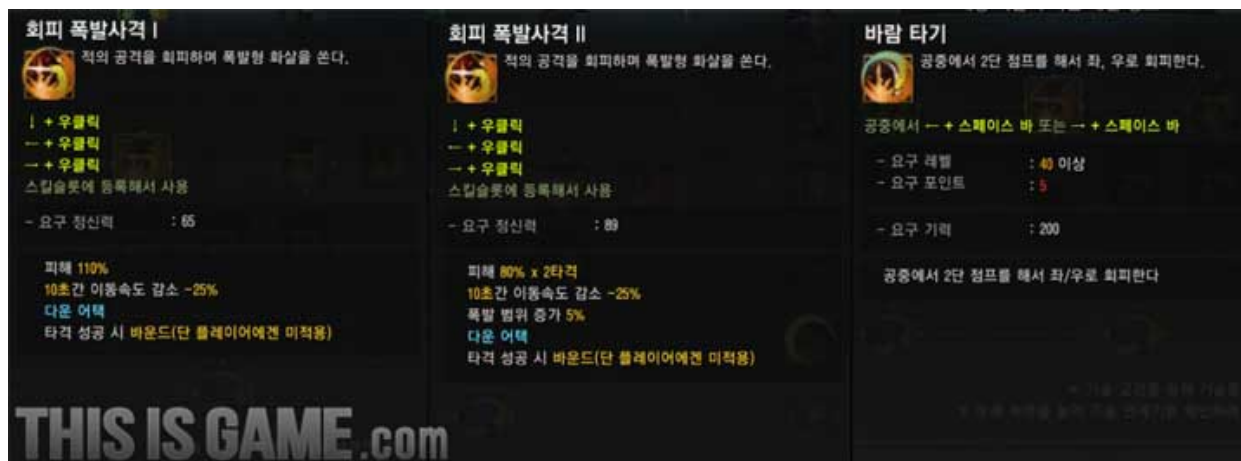 회피 폭발사격 I
적의 공격을 회피하며 폭발형 화살을 쏜다.
↓ + 우클릭
← + 우클릭
→ + 우클릭
스킬슬롯에 등록해서 사용
- 요구 정신력 : 65
피해 110%
10초간 이동속도 감소 -25%
다운 어택
타격 성공 시 바운드(단 플레이어에겐 미적용)
회피 폭발사격 II
적의 공격을 회피하며 폭발형 화살을 쏜다.
↓ + 우클릭
← + 우클릭
→ + 우클릭
스킬슬롯에 등록해서 사용
- 요구 정신력 : 89
피해 80% x 2타격
10초간 이동속도 감소 -25%
폭발 범위 증가 5%
다운 어택
타격 성공 시 바운드(단 플레이어에겐 미적용)
바람 타기
공중에서 2단 점프를 해서 좌, 우로 회피한다.
공중에서 ← + 스페이스 바 또는 → + 스페이스 바
- 요구 레벨 : 40 이상
- 요구 포인트 : 5
- 요구 기력 : 200
공중에서 2단 점프를 해서 좌/우로 회피한다
THIS IS GAME.com